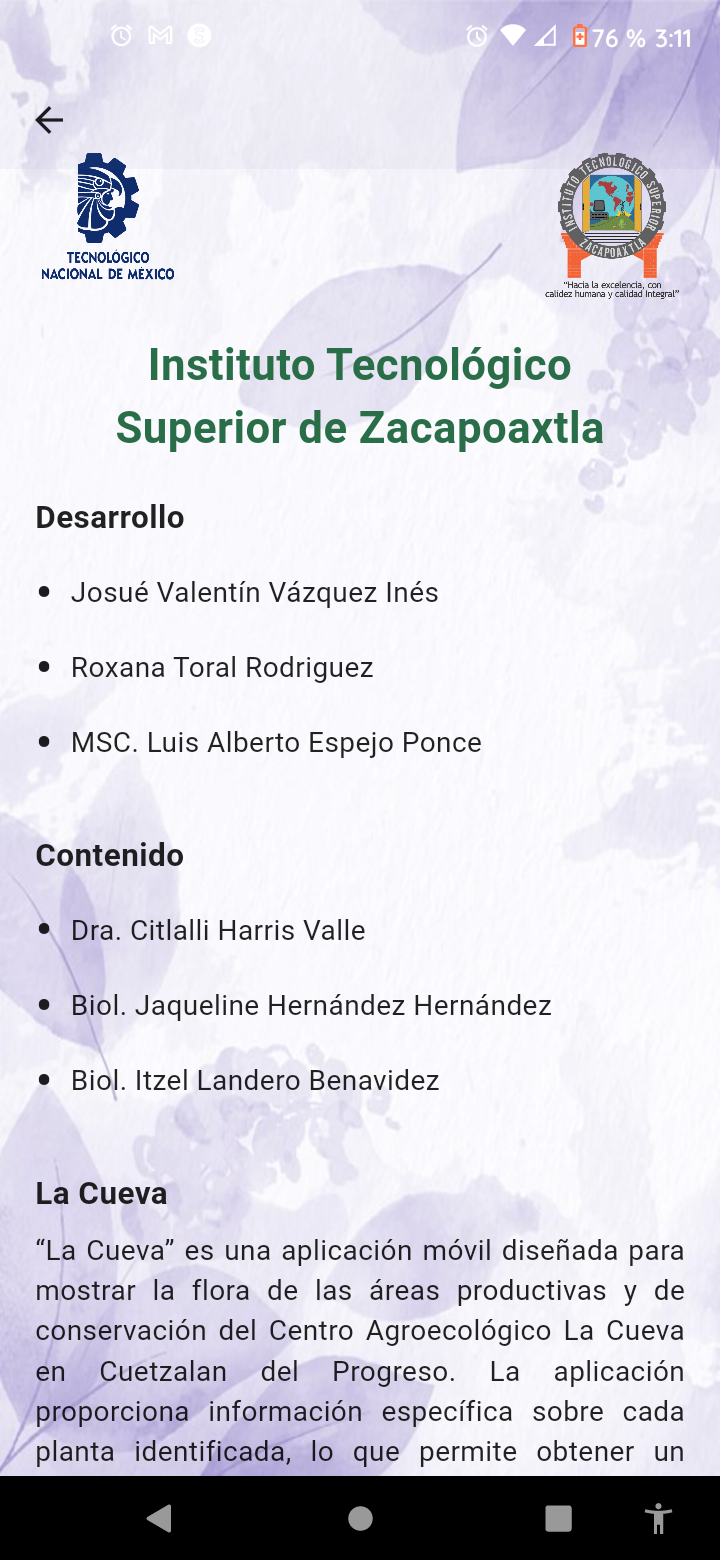 76 % 3:11
TECNOLÓGICO
NACIONAL DE MÉXICO
INSTITUTO TECNOLOGICO SUPERIOR
ZACAPOAXTLA
“Hacia la excelencia, con
calidez humana y calidad Integral”
Instituto Tecnológico
Superior de Zacapoaxtla
Desarrollo
• Josué Valentín Vázquez Inés
• Roxana Toral Rodriguez
• MSC. Luis Alberto Espejo Ponce
Contenido
• Dra. Citlalli Harris Valle
• Biol. Jaqueline Hernández Hernández
• Biol. Itzel Landero Benavidez
La Cueva
“La Cueva” es una aplicación móvil diseñada para
mostrar la flora de las áreas productivas y de
conservación del Centro Agroecológico La Cueva
en Cuetzalan del Progreso. La aplicación
proporciona información específica sobre cada
planta identificada, lo que permite obtener un